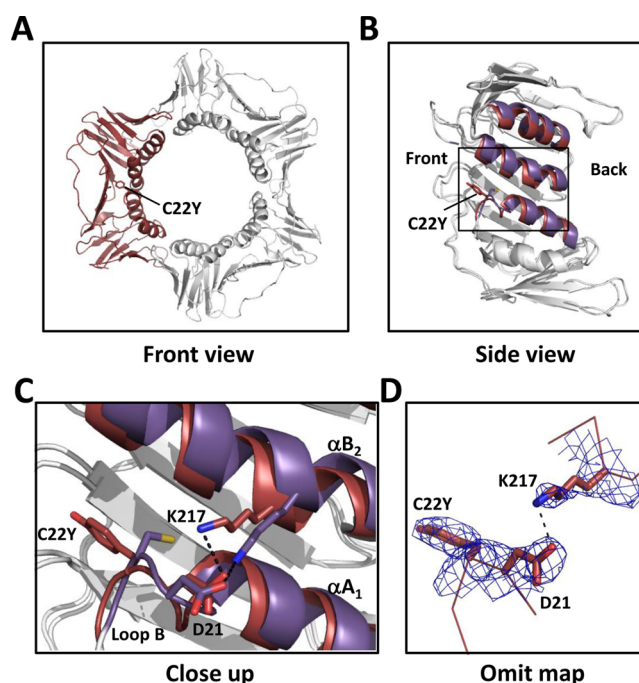 A
C22Y
Front view
B
Front
Back
C22Y
Side view
C
αB₂
K217
C22Y
αA₁
D21
Loop B
Close up
D
K217
C22Y
D21
Omit map